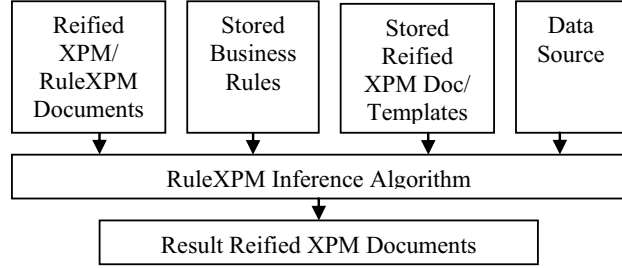 Reified
XPM/
RuleXPM
Documents
Stored
Business
Rules
Stored
Reified
XPM Doc/
Templates
Data
Source
RuleXPM Inference Algorithm
Result Reified XPM Documents